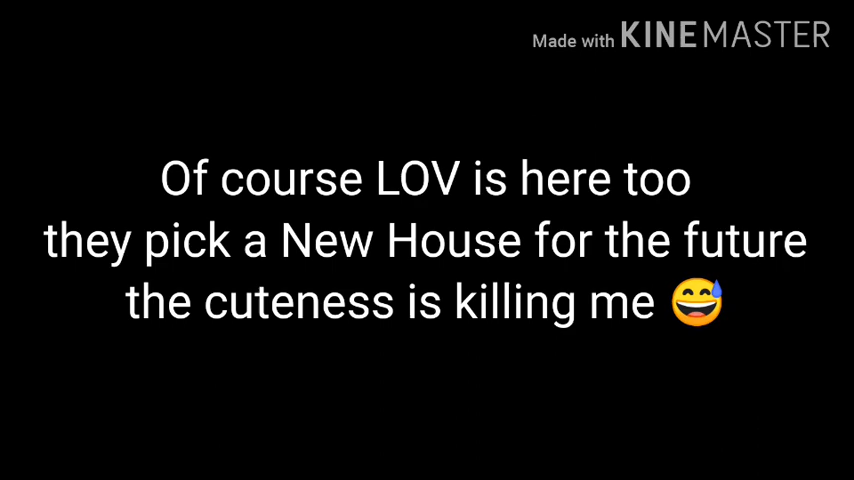 Made with KINEMASTER
Of course LOV is here too
they pick a New House for the future
the cuteness is killing me 😅